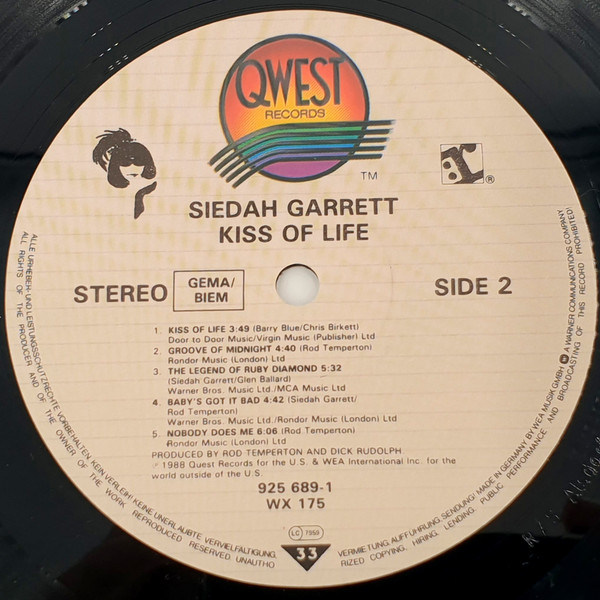 QWEST
RECORDS
TM
r
®
SIEDAH GARRETT
KISS OF LIFE
STEREO
GEMA/
BIEM
SIDE 2
1. KISS OF LIFE 3:49 (Barry Blue/Chris Birkett)
Door to Door Music/Virgin Music (Publisher) Ltd
2. GROOVE OF MIDNIGHT 4:40 (Rod Temperton)
Rondor Music (London) Ltd
3. THE LEGEND OF RUBY DIAMOND 5:32
(Siedah Garrett/Glen Ballard)
Warner Bros. Music Ltd./MCA Music Ltd
4. BABY'S GOT IT BAD 4:42 (Siedah Garrett/
Rod Temperton)
Warner Bros. Music Ltd./Rondor Music (London) Ltd
5. NOBODY DOES ME 6:06 (Rod Temperton)
Rondor Music (London) Ltd
PRODUCED BY ROD TEMPERTON AND DICK RUDOLPH.
℗ 1988 Quest Records for the U.S. & WEA International Inc. for the
world outside of the U.S.
925 689-1
WX 175
LC 7959
33
ALLE URHEBER- UND LEISTUNGSSCHUTZRECHTE VORBEHALTEN. KEIN VERLEIH! KEINE UNERLAUBTE VERVIELFÄLTIGUNG, VERMIETUNG, AUFFÜHRUNG, SENDUNG! MADE IN GERMANY BY WEA MUSIK GMBH A WARNER COMMUNICATIONS COMPANY
ALL RIGHTS OF THE PRODUCER AND OF THE OWNER OF THE WORK REPRODUCED RESERVED UNAUTHO RIZED COPYING, HIRING, LENDING PUBLIC PERFORMANCE AND BROADCASTING OF THIS RECORD PROHIBITED!